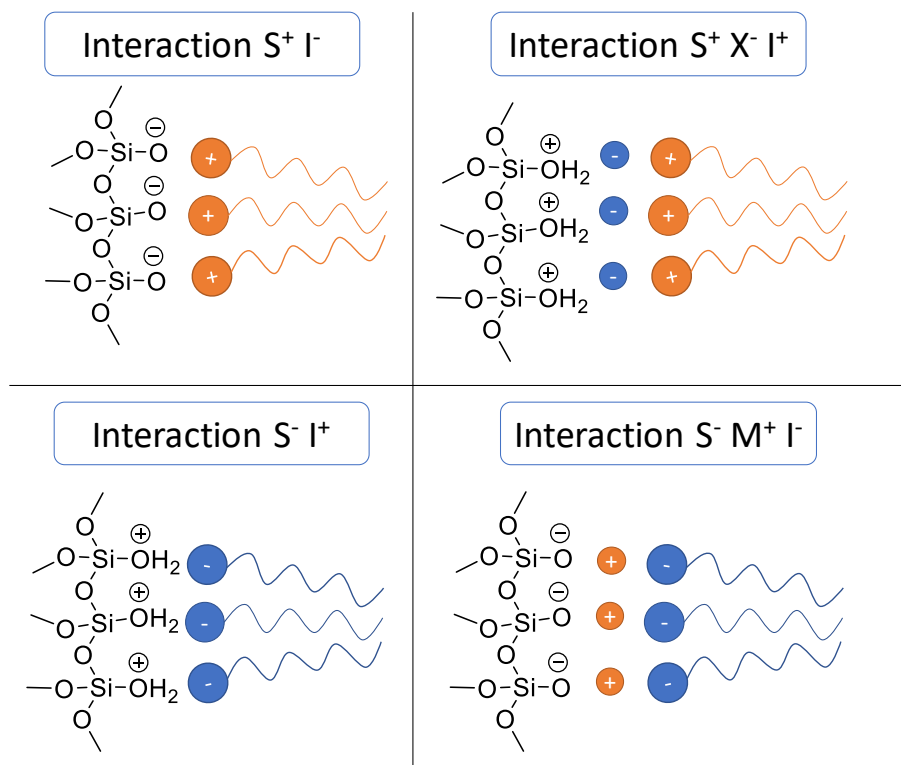 Interaction S⁺ I⁻
O ⊖
O Si O +
O ⊖
O Si O +
O ⊖
O Si O +
O
Interaction S⁺ X⁻ I⁺
O ⊕
O Si OH₂ - +
O ⊕
O Si OH₂ - +
O ⊕
O Si OH₂ - +
O
Interaction S⁻ I⁺
O ⊕
O Si OH₂ -
O ⊕
O Si OH₂ -
O ⊕
O Si OH₂ -
O
Interaction S⁻ M⁺ I⁻
O ⊖
O Si O + -
O ⊖
O Si O + -
O ⊖
O Si O + -
O